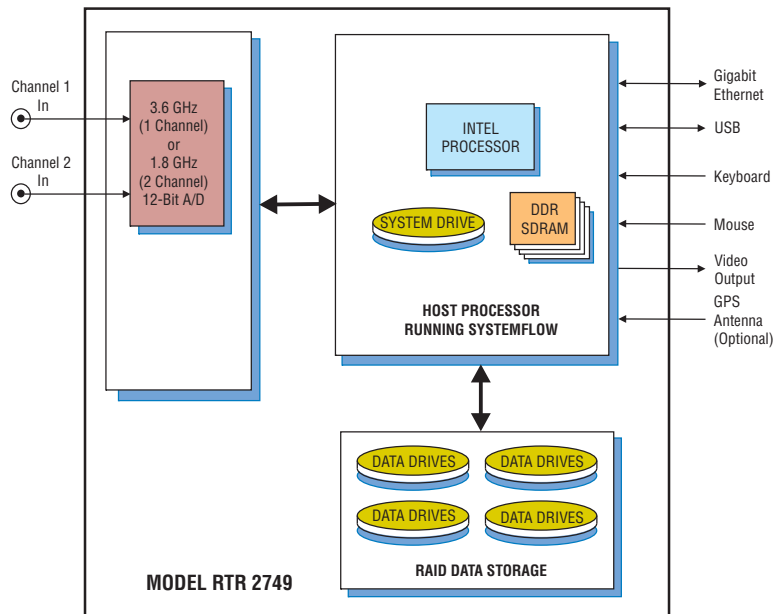 Channel 1
In
Channel 2
In
3.6 GHz
(1 Channel)
or
1.8 GHz
(2 Channel)
12-Bit A/D
INTEL
PROCESSOR
SYSTEM DRIVE
DDR
SDRAM
HOST PROCESSOR
RUNNING SYSTEMFLOW
Gigabit
Ethernet
USB
Keyboard
Mouse
Video
Output
GPS
Antenna
(Optional)
DATA DRIVES
DATA DRIVES
DATA DRIVES
DATA DRIVES
RAID DATA STORAGE
MODEL RTR 2749